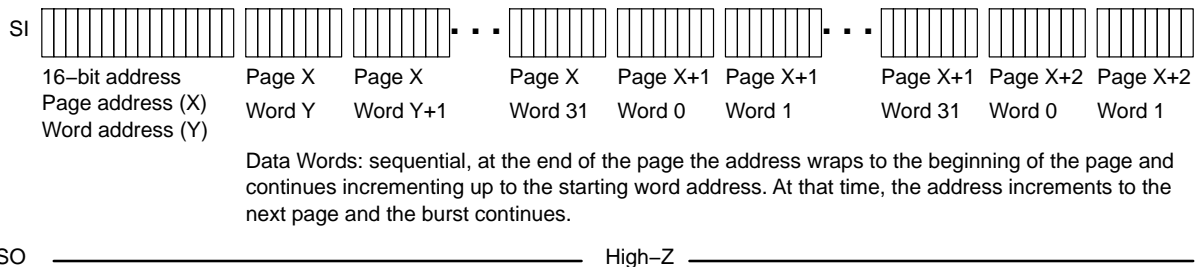 SI
16−bit address
Page address (X)
Word address (Y)
Page X
Word Y
Page X
Word Y+1
. . .
Page X
Word 31
Page X+1
Word 0
Page X+1
Word 1
. . .
Page X+1
Word 31
Page X+2
Word 0
Page X+2
Word 1
Data Words: sequential, at the end of the page the address wraps to the beginning of the page and
continues incrementing up to the starting word address. At that time, the address increments to the
next page and the burst continues.
SO
High−Z